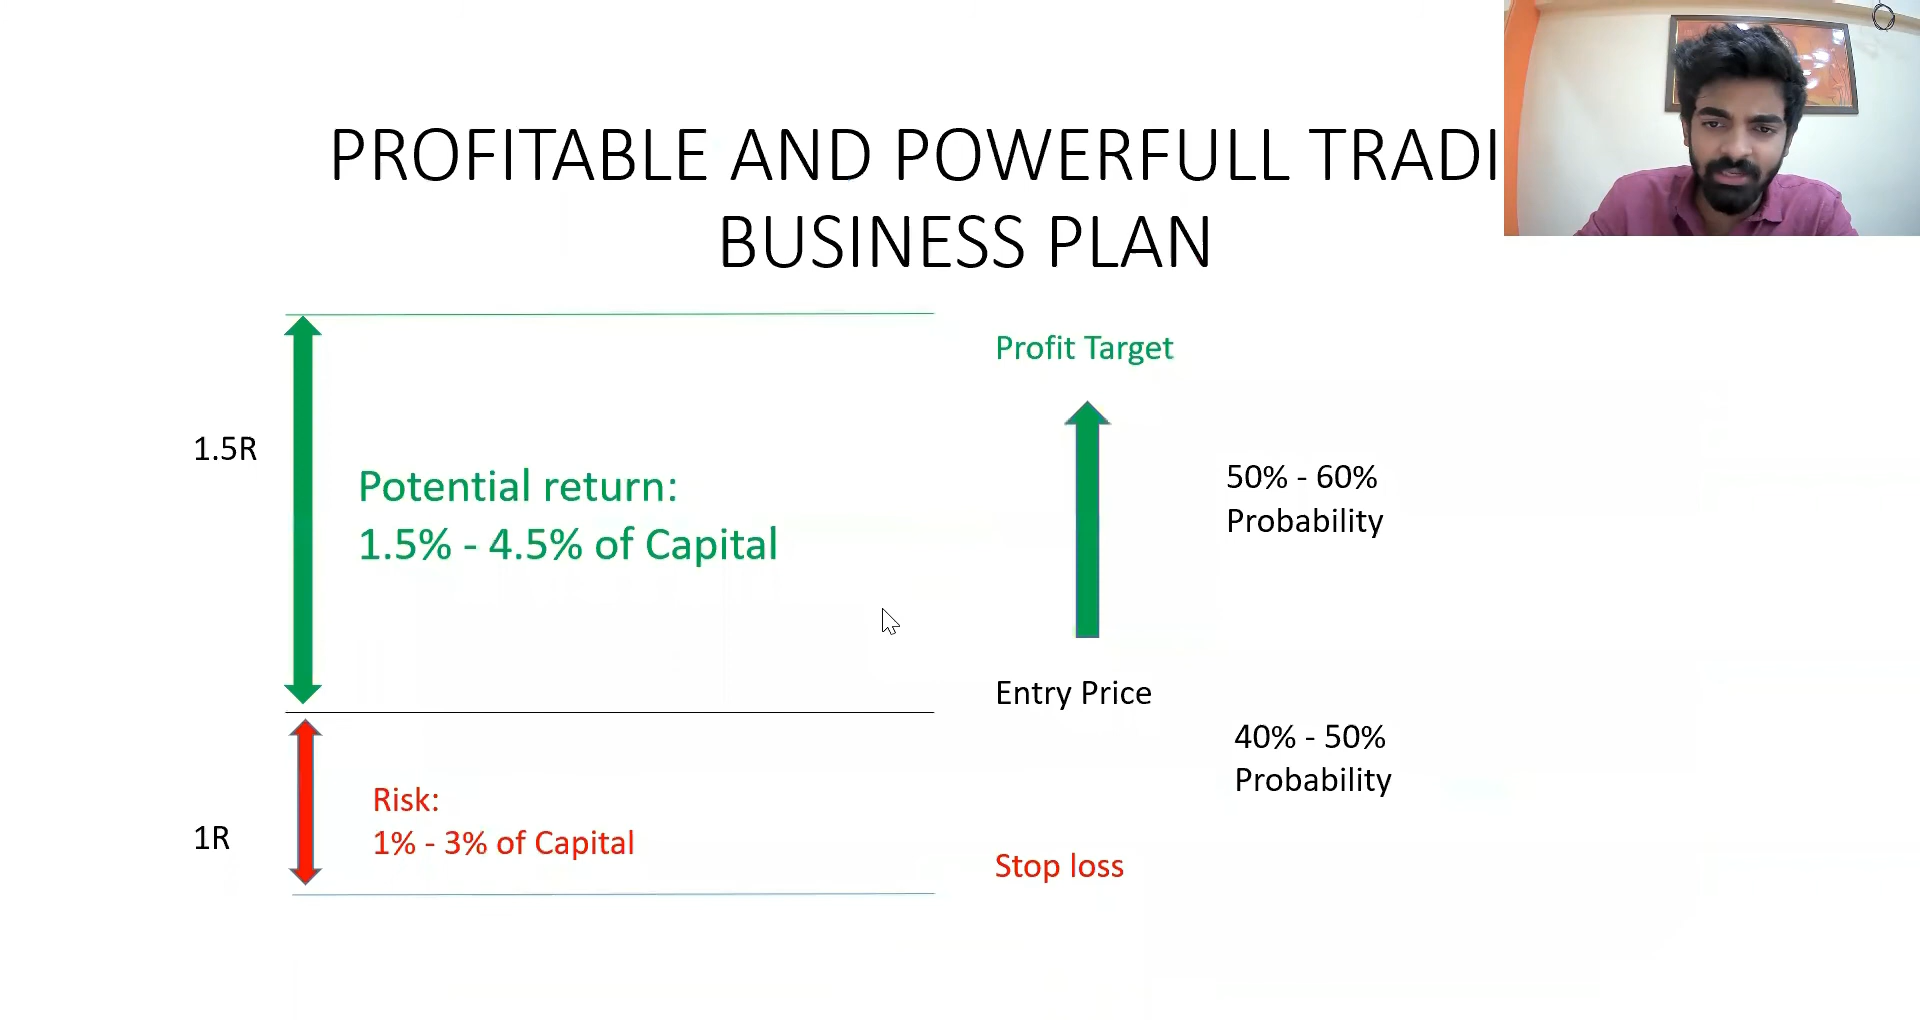 PROFITABLE AND POWERFULL TRADI
BUSINESS PLAN
Profit Target
1.5R
Potential return:
1.5% - 4.5% of Capital
50% - 60%
Probability
Entry Price
40% - 50%
Probability
Risk:
1% - 3% of Capital
1R
Stop loss